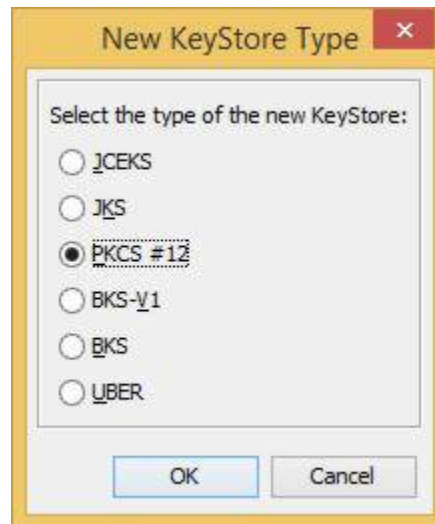 New KeyStore Type
Select the type of the new KeyStore:
JCEKS
JKS
PKCS #12
BKS-V1
BKS
UBER
OK Cancel